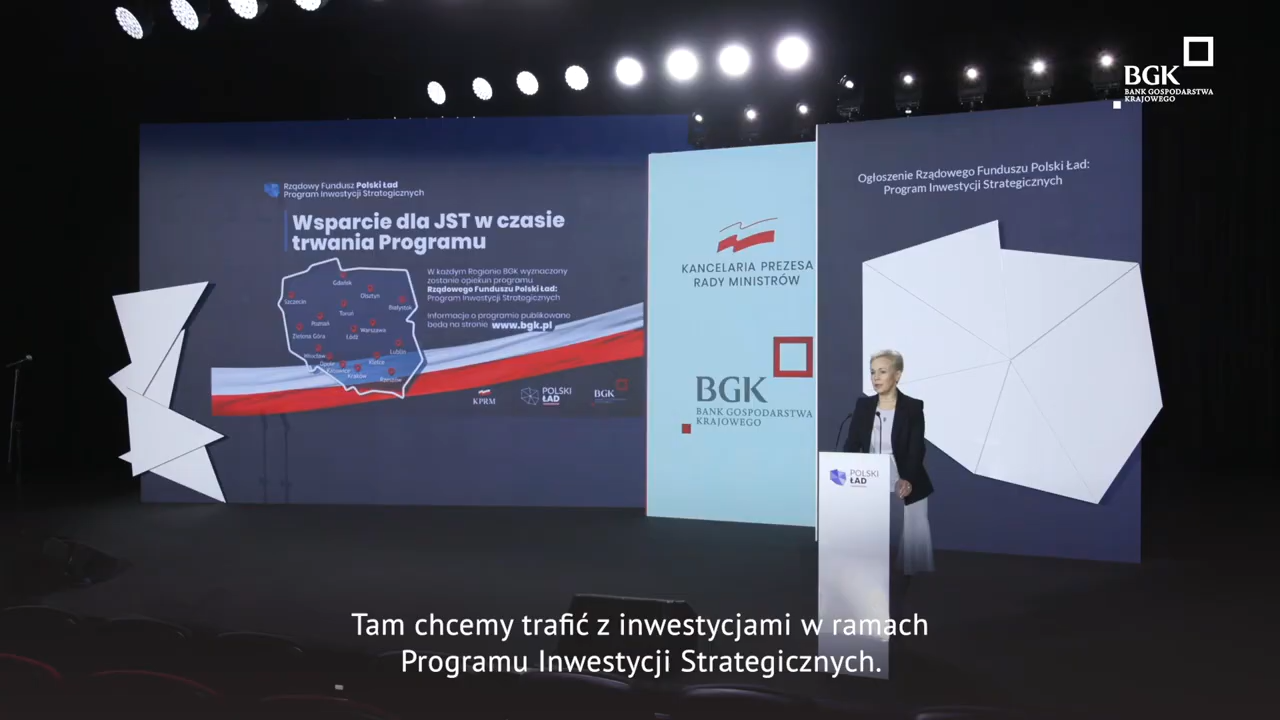 BGK
BANK GOSPODARSTWA
KRAJOWEGO
Rządowy Fundusz Polski Ład
Program Inwestycji Strategicznych
Wsparcie dla JST w czasie
trwania Programu
W każdym Regionie BGK wyznaczony
zostanie opiekun programu
Rządowego Funduszu Polski Ład:
Program Inwestycji Strategicznych
Informacje o programie publikowane
będą na stronie www.bgk.pl
Gdańsk
Olsztyn
Szczecin
Białystok
Toruń
Poznań
Warszawa
Zielona Góra
Łódź
Lublin
Wrocław
Opole
Kielce
Katowice
Kraków
Rzeszów
KPRM
POLSKI
ŁAD
BGK
KANCELARIA PREZESA
RADY MINISTRÓW
BGK
BANK GOSPODARSTWA
KRAJOWEGO
Ogłoszenie Rządowego Funduszu Polski Ład:
Program Inwestycji Strategicznych
POLSKI
ŁAD
Tam chcemy trafić z inwestycjami w ramach
Programu Inwestycji Strategicznych.